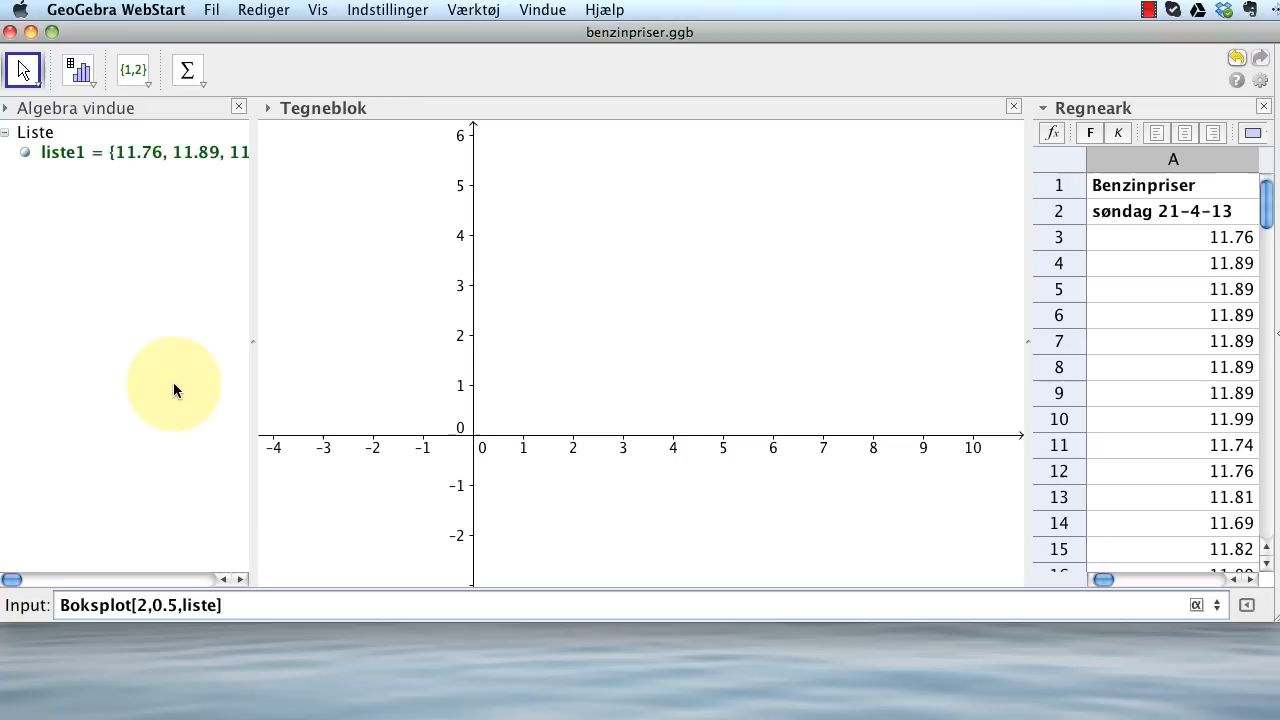 GeoGebra WebStart Fil Rediger Vis Indstillinger Værktøj Vindue Hjælp
benzinpriser.ggb
{1,2} Σ
Algebra vindue
Tegneblok
Regneark
Liste
liste1 = {11.76, 11.89, 11
fx F K
A
1 Benzinpriser
2 søndag 21-4-13
3 11.76
4 11.89
5 11.89
6 11.89
7 11.89
8 11.89
9 11.89
10 11.99
11 11.74
12 11.76
13 11.81
14 11.69
15 11.82
6
5
4
3
2
1
0
-1
-2
-4 -3 -2 -1 0 1 2 3 4 5 6 7 8 9 10
Input: Boksplot[2,0.5,liste] α